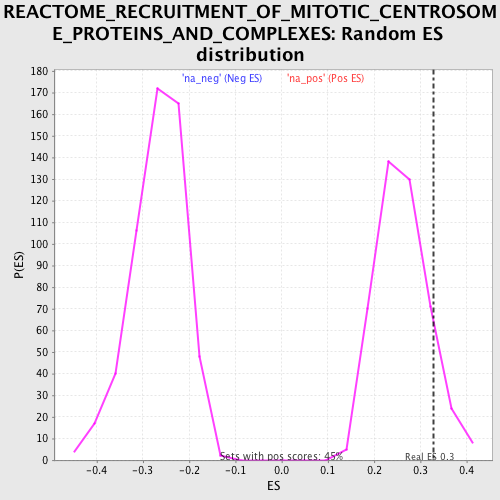 REACTOME_RECRUITMENT_OF_MITOTIC_CENTROSOM
E_PROTEINS_AND_COMPLEXES: Random ES
distribution
'na_neg' (Neg ES) 'na_pos' (Pos ES)
180
170
160
150
140
130
120
110
100
90
80
70
60
50
40
30
20
10
0
P(ES)
Sets with pos scores: 45%
Real ES 0.3
-0.4 -0.3 -0.2 -0.1 0.0 0.1 0.2 0.3 0.4
ES